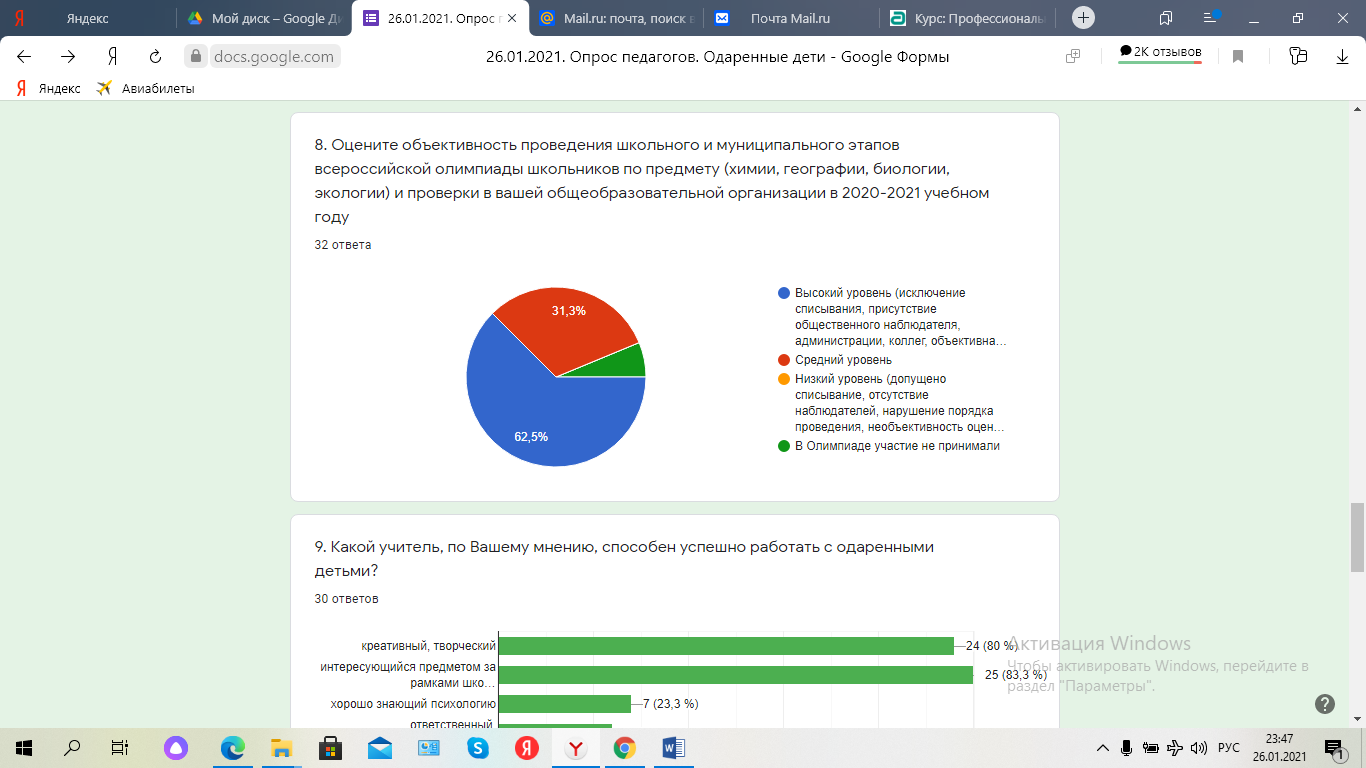 Яндекс
Мой диск – Google Ди
26.01.2021. Опрос п
Mail.ru: почта, поиск в
Почта Mail.ru
Курс: Профессиональ
docs.google.com
26.01.2021. Опрос педагогов. Одаренные дети - Google Формы
2К отзывов
Яндекс
Авиабилеты
8. Оцените объективность проведения школьного и муниципального этапов
всероссийской олимпиады школьников по предмету (химии, географии, биологии,
экологии) и проверки в вашей общеобразовательной организации в 2020-2021 учебном
году
32 ответа
31,3%
62,5%
Высокий уровень (исключение
списывания, присутствие
общественного наблюдателя,
администрации, коллег, объективна…
Средний уровень
Низкий уровень (допущено
списывание, отсутствие
наблюдателей, нарушение порядка
проведения, необъективность оцен…
В Олимпиаде участие не принимали
9. Какой учитель, по Вашему мнению, способен успешно работать с одаренными
детьми?
30 ответов
креативный, творческий
24 (80 %)
интересующийся предметом за
рамками шко…
25 (83,3 %)
хорошо знающий психологию
7 (23,3 %)
ответственный,
Активация Windows
Чтобы активировать Windows, перейдите в
раздел "Параметры".
РУС
23:47
26.01.2021
1